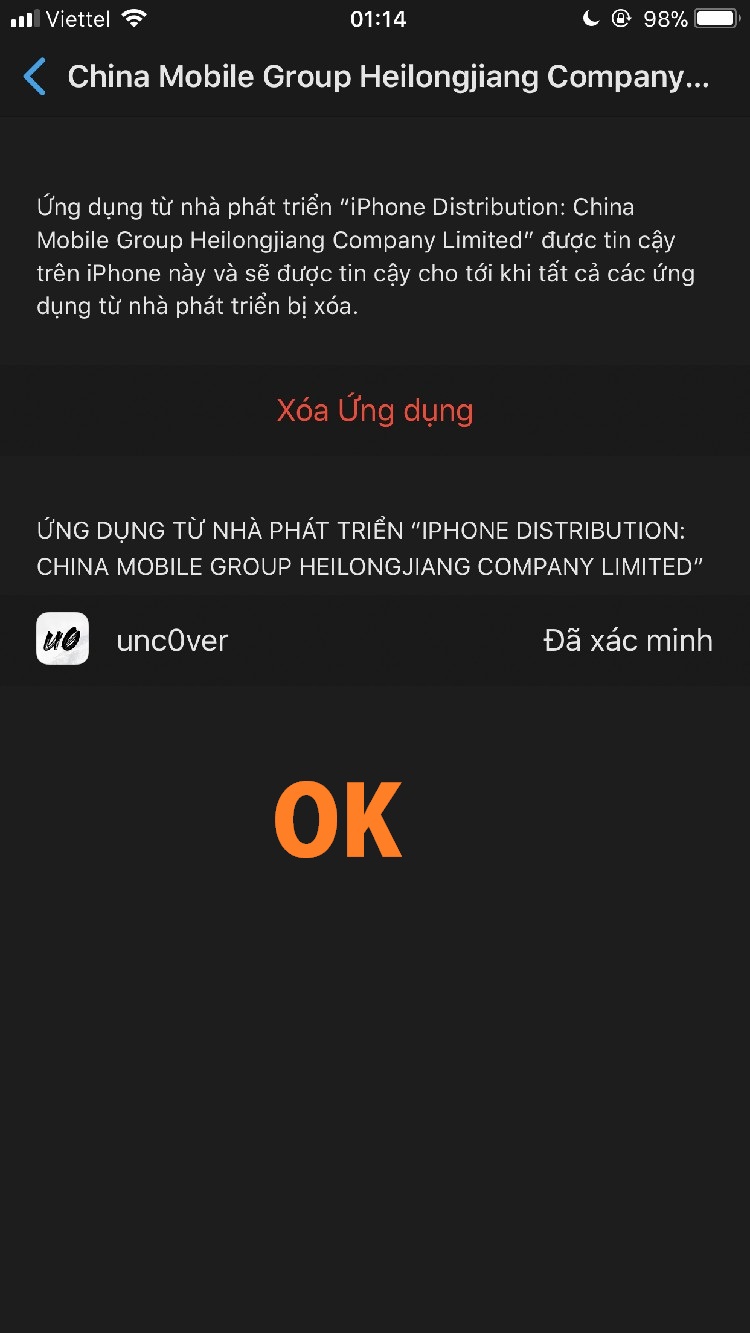 Viettel 01:14 98%
China Mobile Group Heilongjiang Company...
Ứng dụng từ nhà phát triển “iPhone Distribution: China
Mobile Group Heilongjiang Company Limited” được tin cậy
trên iPhone này và sẽ được tin cậy cho tới khi tất cả các ứng
dụng từ nhà phát triển bị xóa.
Xóa Ứng dụng
ỨNG DỤNG TỪ NHÀ PHÁT TRIỂN “IPHONE DISTRIBUTION:
CHINA MOBILE GROUP HEILONGJIANG COMPANY LIMITED”
u0 unc0ver Đã xác minh
OK